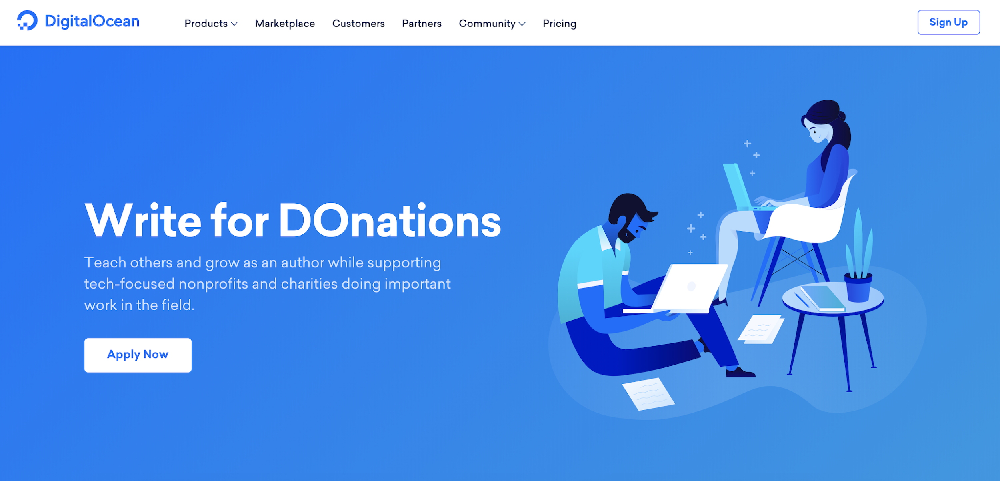 DigitalOcean
Products
Marketplace
Customers
Partners
Community
Pricing
Sign Up
Write for DOnations
Teach others and grow as an author while supporting
tech-focused nonprofits and charities doing important
work in the field.
Apply Now